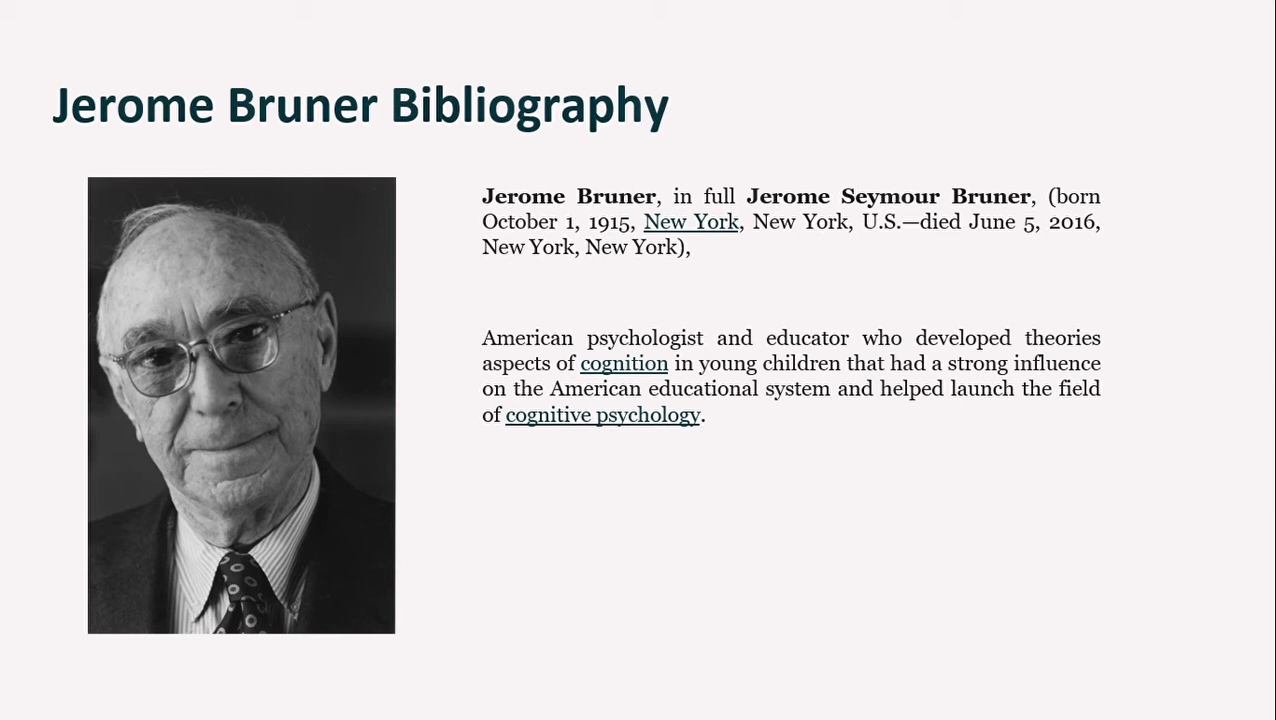 Jerome Bruner Bibliography
Jerome Bruner, in full Jerome Seymour Bruner, (born
October 1, 1915, New York, New York, U.S.—died June 5, 2016,
New York, New York),
American psychologist and educator who developed theories
aspects of cognition in young children that had a strong influence
on the American educational system and helped launch the field
of cognitive psychology.